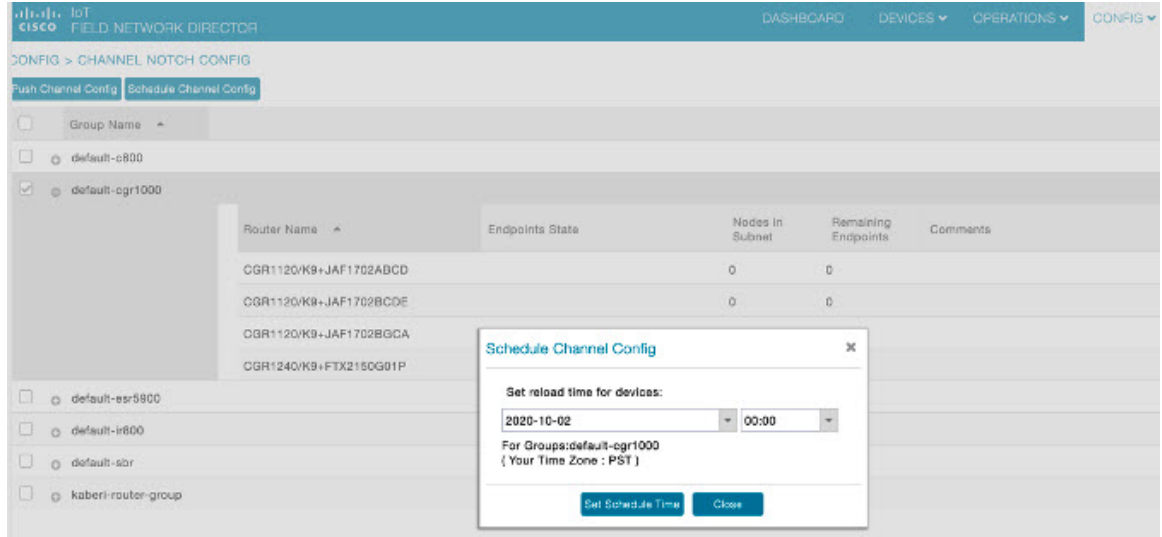 IoT
CISCO FIELD NETWORK DIRECTOR
DASHBOARD DEVICES OPERATIONS CONFIG
CONFIG > CHANNEL NOTCH CONFIG
Push Channel Config Schedule Channel Config
Group Name
default-c800
default-cgr1000
Router Name Endpoints State Nodes in Subnet Remaining Endpoints Comments
CGR1120/K9+JAF1702ABCD 0 0
CGR1120/K9+JAF1702BCDE 0 0
CGR1120/K9+JAF1702BGCA
CGR1240/K9+FTX2150G01P
Schedule Channel Config
Set reload time for devices:
2020-10-02 00:00
For Groups:default-cgr1000
( Your Time Zone : PST )
Set Schedule Time Close
default-esr5900
default-ir800
default-sbr
kaberi-router-group